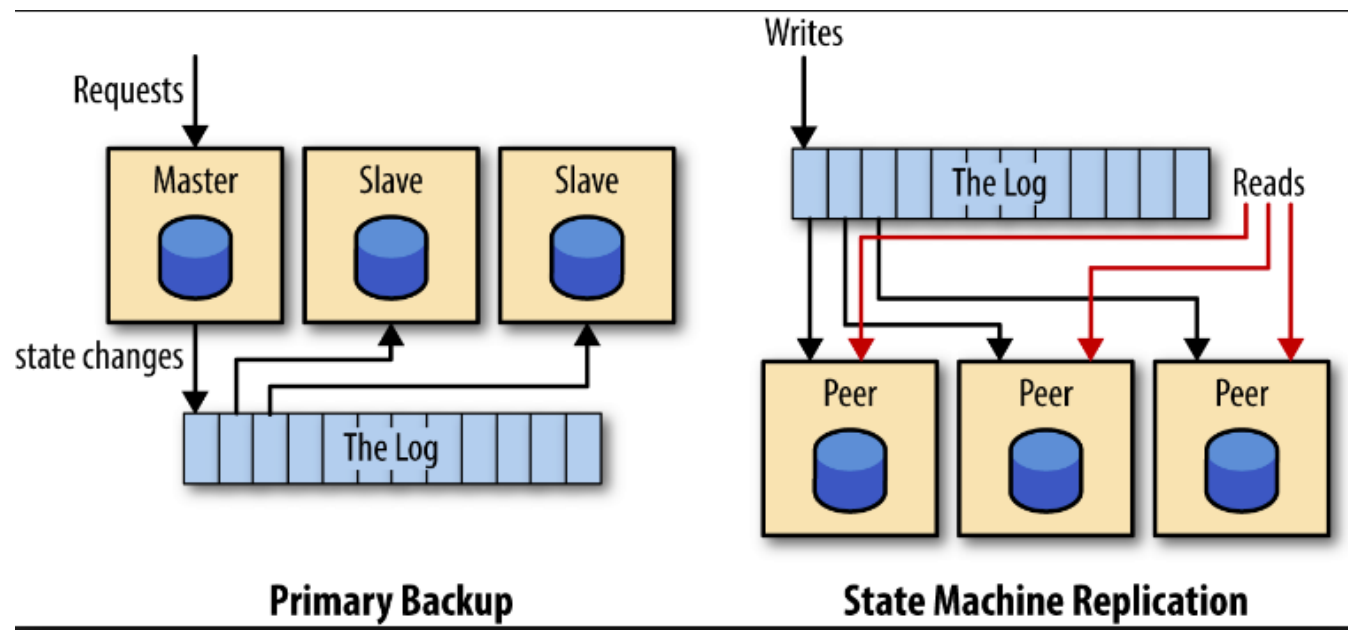 Requests
Master
Slave
Slave
state changes
The Log
Primary Backup
Writes
The Log
Reads
Peer
Peer
Peer
State Machine Replication